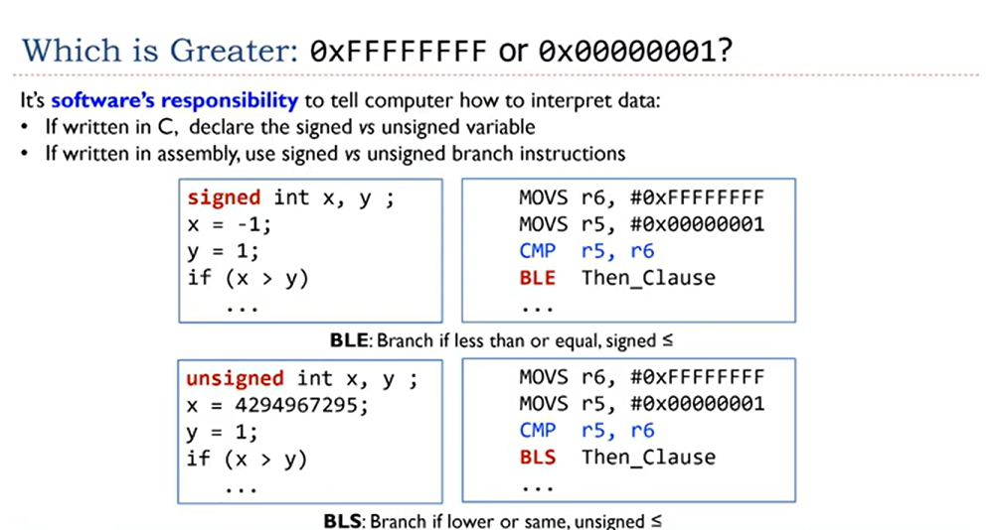 Which is Greater: 0xFFFFFFFF or 0x00000001?
It's software's responsibility to tell computer how to interpret data:
• If written in C, declare the signed vs unsigned variable
• If written in assembly, use signed vs unsigned branch instructions
signed int x, y ;
x = -1;
y = 1;
if (x > y)
...
MOVS r6, #0xFFFFFFFF
MOVS r5, #0x00000001
CMP r5, r6
BLE Then_Clause
...
BLE: Branch if less than or equal, signed ≤
unsigned int x, y ;
x = 4294967295;
y = 1;
if (x > y)
...
MOVS r6, #0xFFFFFFFF
MOVS r5, #0x00000001
CMP r5, r6
BLS Then_Clause
...
BLS: Branch if lower or same, unsigned ≤